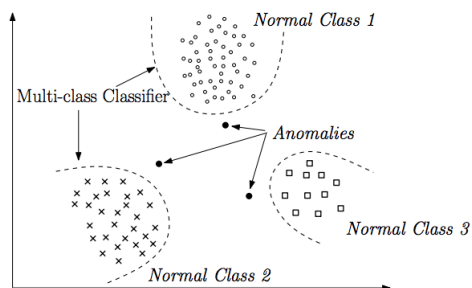 Normal Class 1
Multi-class Classifier
Anomalies
Normal Class 3
Normal Class 2